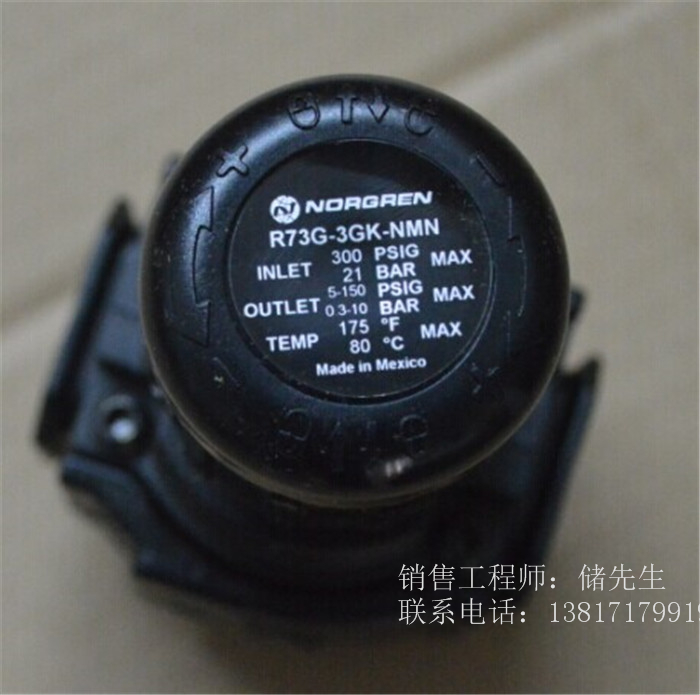 NORGREN
R73G-3GK-NMN
INLET 300 PSIG MAX
21 BAR
OUTLET 5-150 PSIG MAX
0.3-10 BAR
TEMP 175 °F MAX
80 °C
Made in Mexico
销售工程师：储先生
联系电话：13817179919